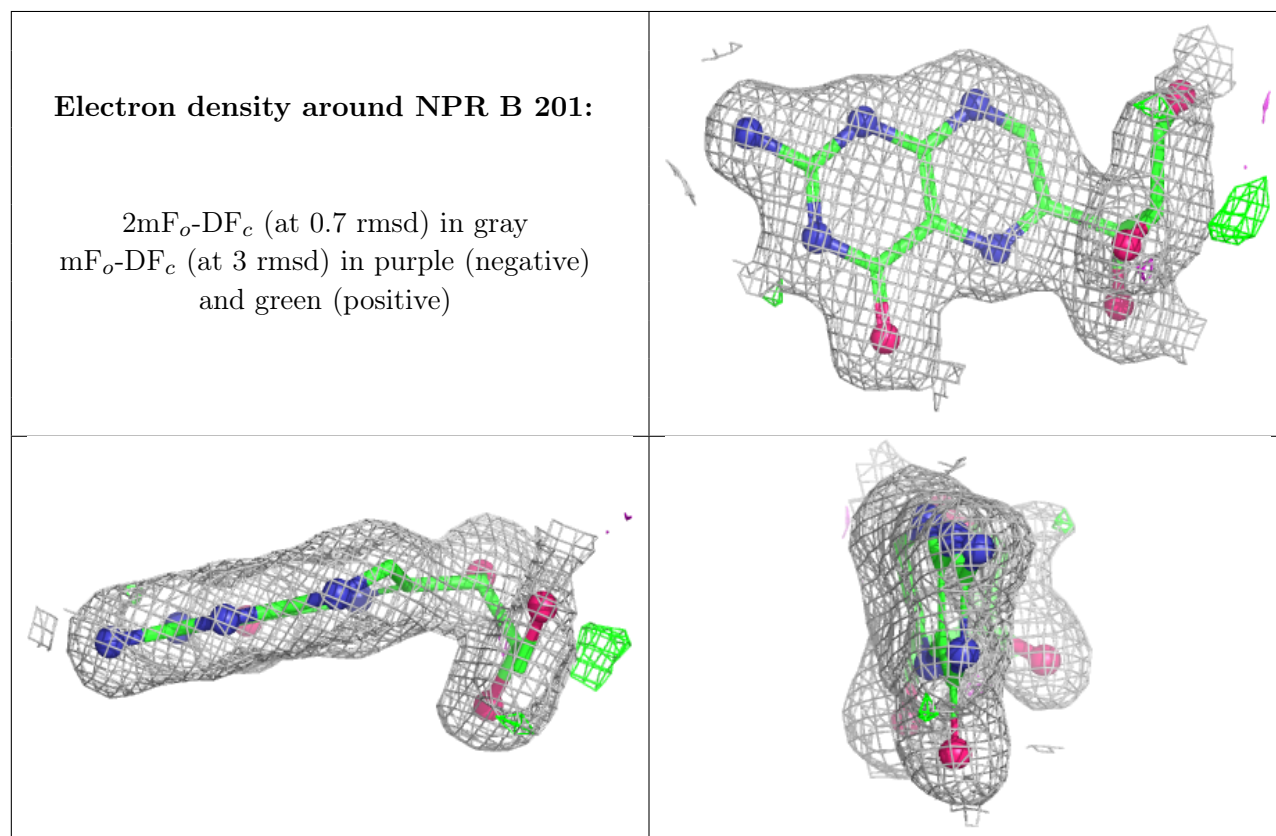 Electron density around NPR B 201:
2mFo-DFc (at 0.7 rmsd) in gray
mFo-DFc (at 3 rmsd) in purple (negative)
and green (positive)